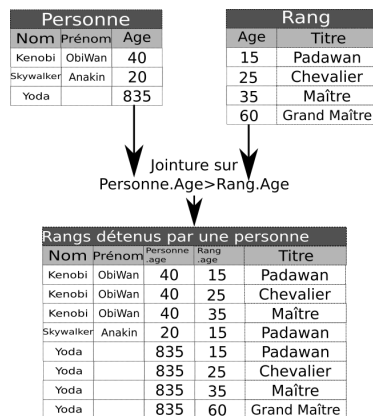 Personne
Nom Prénom Age
Kenobi ObiWan 40
Skywalker Anakin 20
Yoda 835
Rang
Age Titre
15 Padawan
25 Chevalier
35 Maître
60 Grand Maître
Jointure sur
Personne.Age>Rang.Age
Rangs détenus par une personne
Nom Prénom Personne.age Rang.age Titre
Kenobi ObiWan 40 15 Padawan
Kenobi ObiWan 40 25 Chevalier
Kenobi ObiWan 40 35 Maître
Skywalker Anakin 20 15 Padawan
Yoda 835 15 Padawan
Yoda 835 25 Chevalier
Yoda 835 35 Maître
Yoda 835 60 Grand Maître